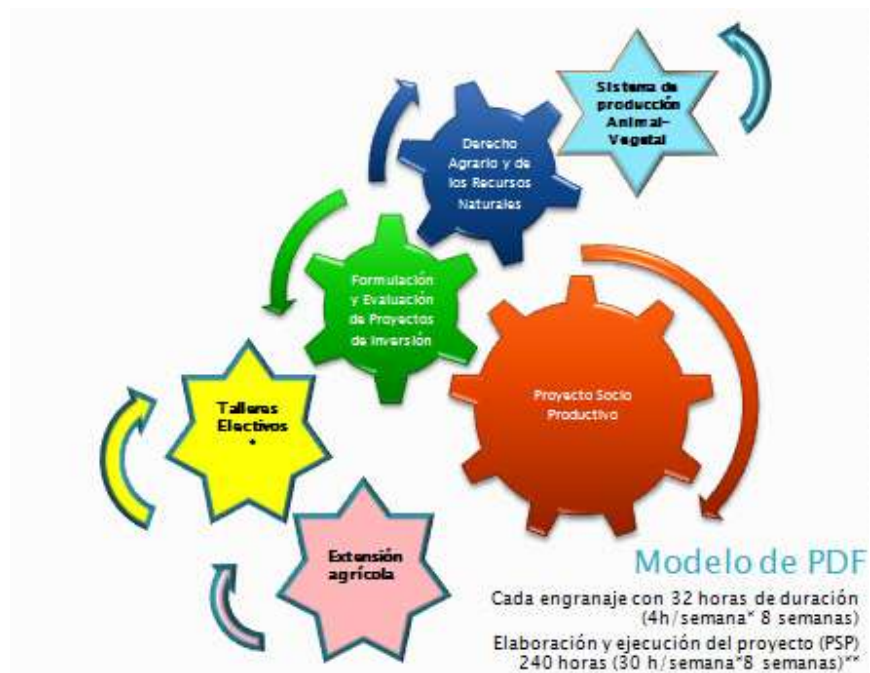 Sistema de
producción
Animal-
Vegetal
Derecho
Agrario y de
los Recursos
Naturales
Formulación
y Evaluación
de Proyectos
de Inversión
Proyecto Socio
Productivo
Talleres
Electivos
*
Extensión
agrícola
Modelo de PDF
Cada engranaje con 32 horas de duración
(4h/semana* 8 semanas)
Elaboración y ejecución del proyecto (PSP)
240 horas (30 h/semana*8 semanas)**